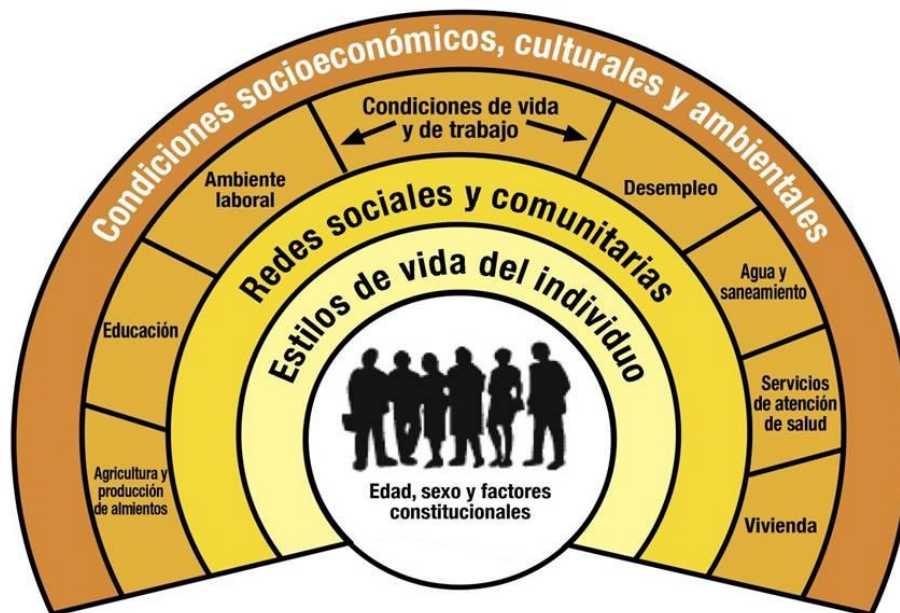 Condiciones socioeconómicos, culturales y ambientales
Condiciones de vida
y de trabajo
Ambiente
laboral
Desempleo
Redes sociales y comunitarias
Agua y
saneamiento
Estilos de vida del individuo
Educación
Servicios
de atención
de salud
Agricultura y
producción
de almientos
Edad, sexo y factores
constitucionales
Vivienda